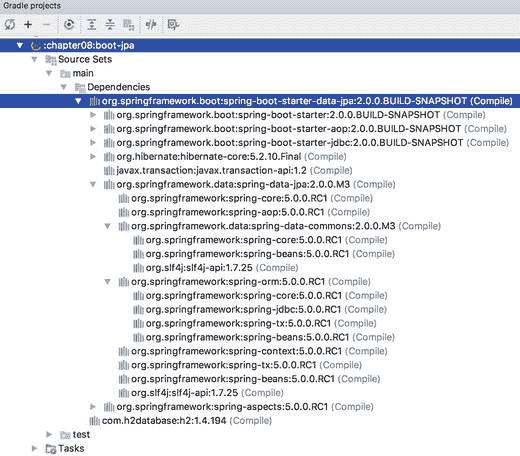 Gradle projects
:chapter08:boot-jpa
Source Sets
main
Dependencies
org.springframework.boot:spring-boot-starter-data-jpa:2.0.0.BUILD-SNAPSHOT (Compile)
org.springframework.boot:spring-boot-starter:2.0.0.BUILD-SNAPSHOT (Compile)
org.springframework.boot:spring-boot-starter-aop:2.0.0.BUILD-SNAPSHOT (Compile)
org.springframework.boot:spring-boot-starter-jdbc:2.0.0.BUILD-SNAPSHOT (Compile)
org.hibernate:hibernate-core:5.2.10.Final (Compile)
javax.transaction:javax.transaction-api:1.2 (Compile)
org.springframework.data:spring-data-jpa:2.0.0.M3 (Compile)
org.springframework:spring-core:5.0.0.RC1 (Compile)
org.springframework:spring-aop:5.0.0.RC1 (Compile)
org.springframework.data:spring-data-commons:2.0.0.M3 (Compile)
org.springframework:spring-core:5.0.0.RC1 (Compile)
org.springframework:spring-beans:5.0.0.RC1 (Compile)
org.slf4j:slf4j-api:1.7.25 (Compile)
org.springframework:spring-orm:5.0.0.RC1 (Compile)
org.springframework:spring-core:5.0.0.RC1 (Compile)
org.springframework:spring-jdbc:5.0.0.RC1 (Compile)
org.springframework:spring-tx:5.0.0.RC1 (Compile)
org.springframework:spring-beans:5.0.0.RC1 (Compile)
org.springframework:spring-context:5.0.0.RC1 (Compile)
org.springframework:spring-tx:5.0.0.RC1 (Compile)
org.springframework:spring-beans:5.0.0.RC1 (Compile)
org.slf4j:slf4j-api:1.7.25 (Compile)
org.springframework:spring-aspects:5.0.0.RC1 (Compile)
com.h2database:h2:1.4.194 (Compile)
test
Tasks